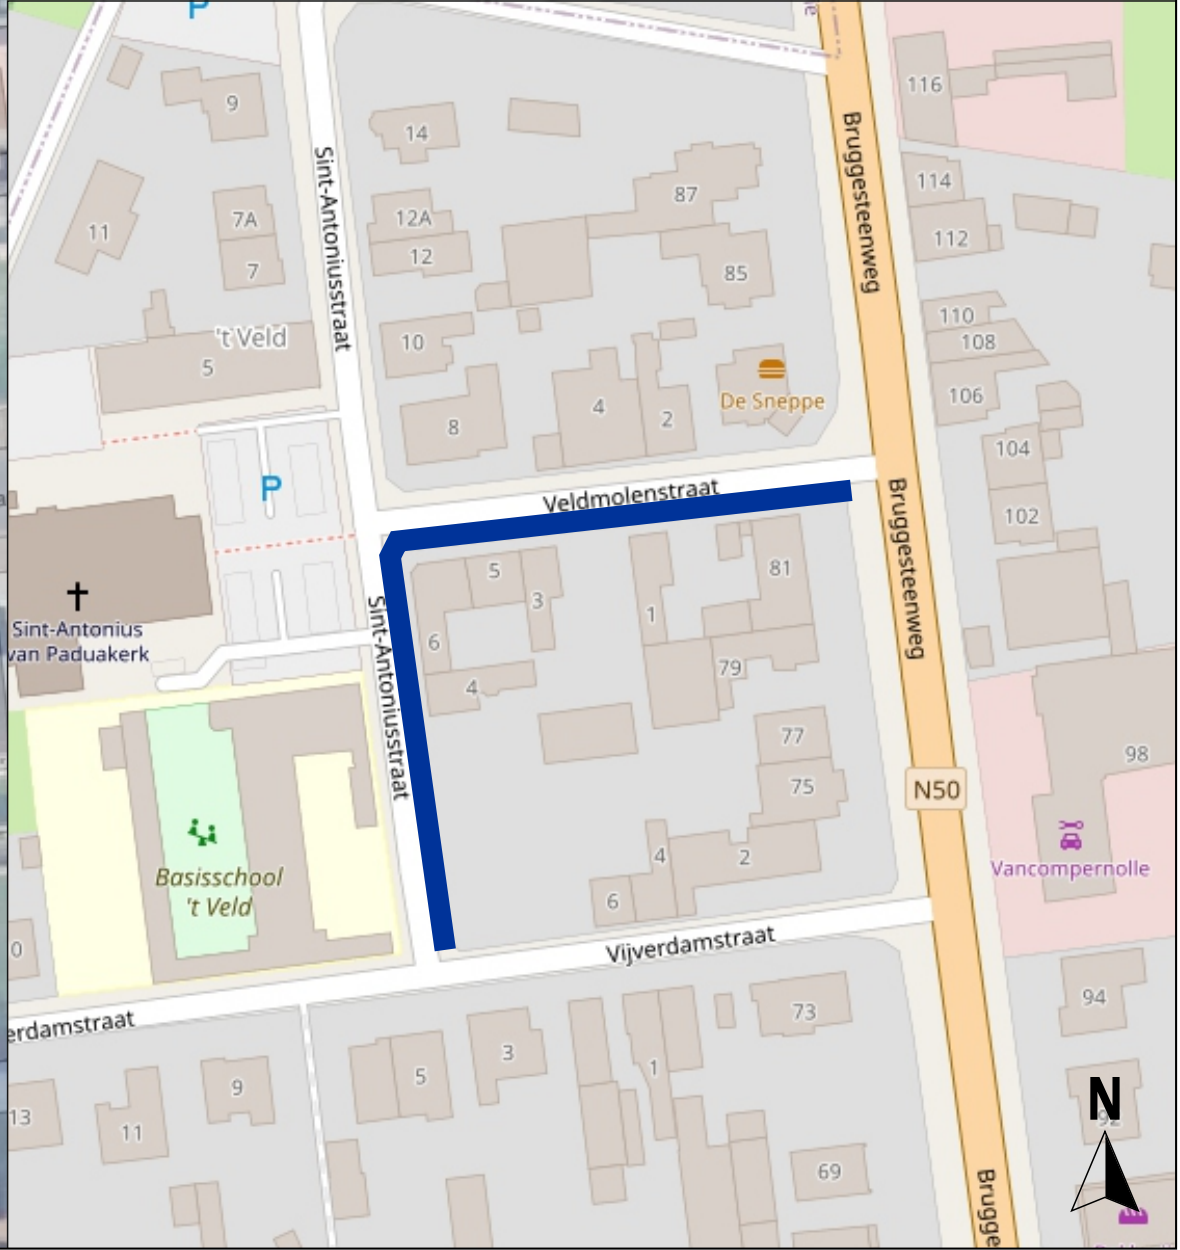 P
9
116
14
Bruggesteenweg
Sint-Antoniusstraat
114
87
12A
7A
11
112
12
7
85
110
't Veld
10
108
5
106
De Sneppe
4
2
8
104
P
Veldmolenstraat
102
Bruggesteenweg
81
5
3
Sint-Antonius
van Paduakerk
1
6
Sint-Antoniusstraat
79
4
77
98
75
N50
4
2
Vancompernolle
Basisschool
't Veld
6
0
Vijverdamstraat
94
73
erdamstraat
3
1
5
9
N
13
11
92
69
Brugge